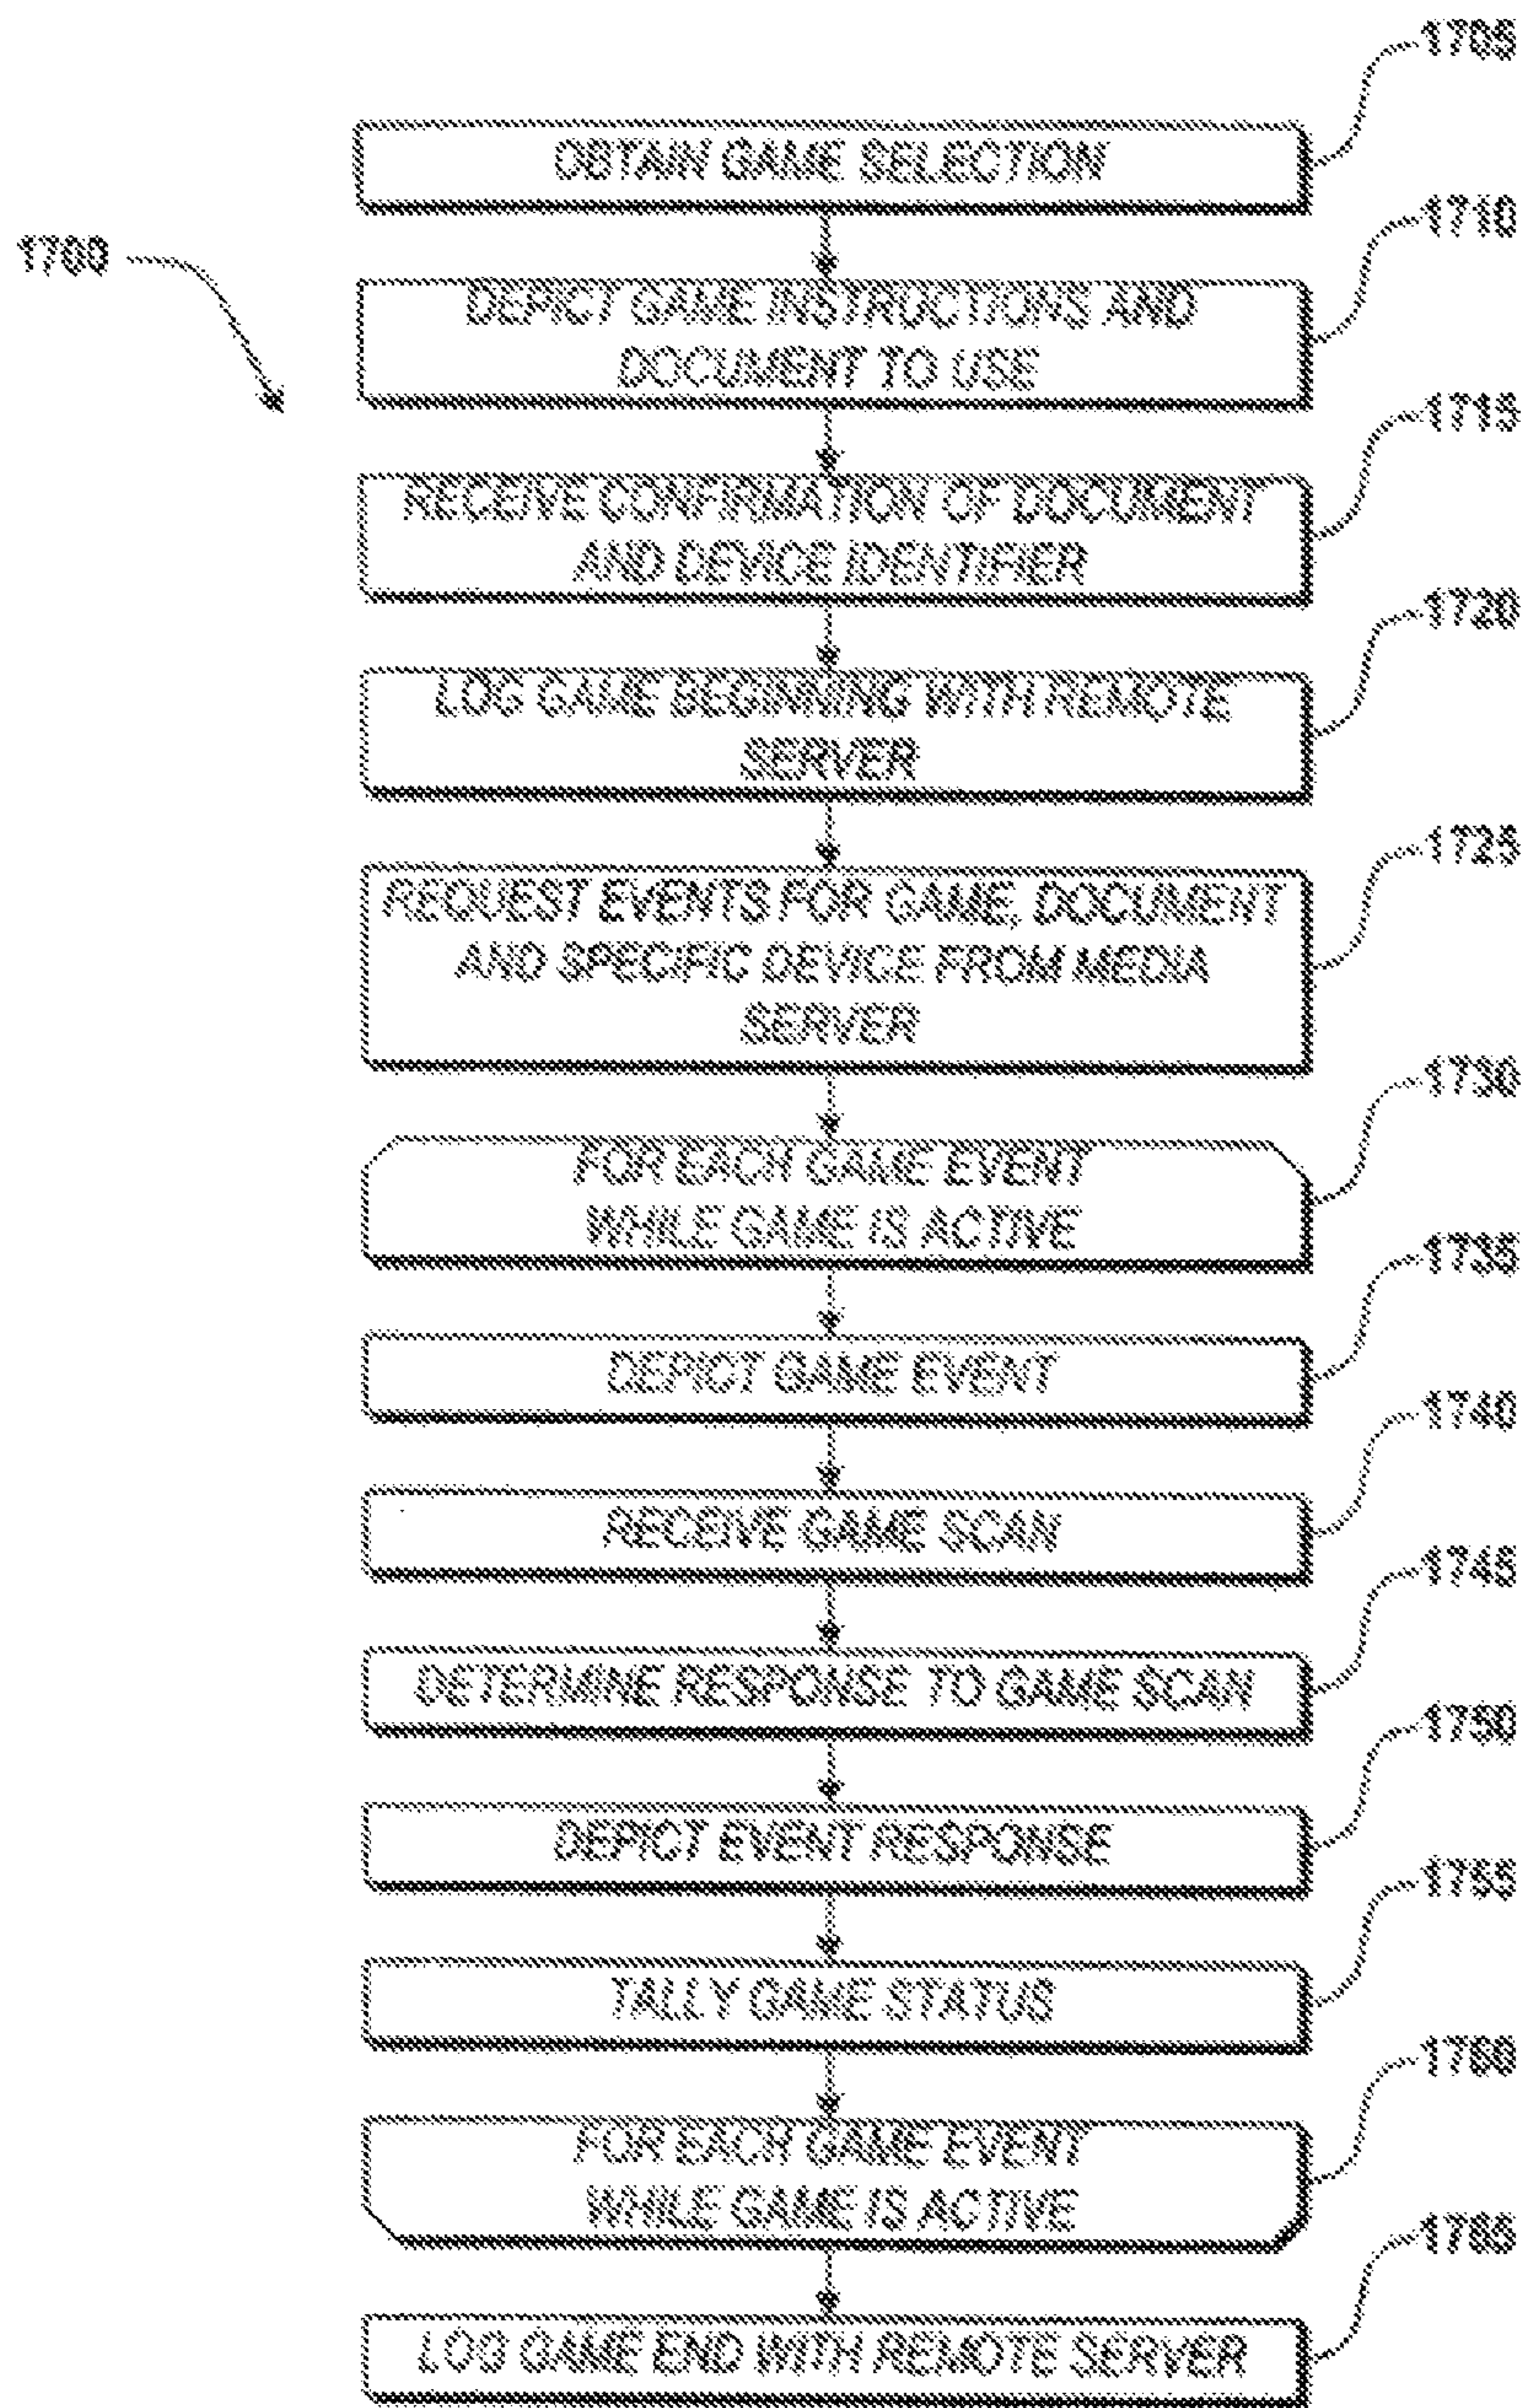 1705
OBTAIN GAME SELECTION
1710
1700
DEPICT GAME INSTRUCTIONS AND
DOCUMENT TO USE
1715
RECEIVE CONFIRMATION OF DOCUMENT
AND DEVICE IDENTIFIER
1720
LOG GAME BEGINNING WITH REMOTE
SERVER
1725
REQUEST EVENTS FOR GAME, DOCUMENT
AND SPECIFIC DEVICE FROM MEDIA
SERVER
1730
FOR EACH GAME EVENT
WHILE GAME IS ACTIVE
1735
DEPICT GAME EVENT
1740
RECEIVE GAME SCAN
1745
DETERMINE RESPONSE TO GAME SCAN
1750
DEPICT EVENT RESPONSE
1755
TALLY GAME STATUS
1760
FOR EACH GAME EVENT
WHILE GAME IS ACTIVE
1765
LOG GAME END WITH REMOTE SERVER